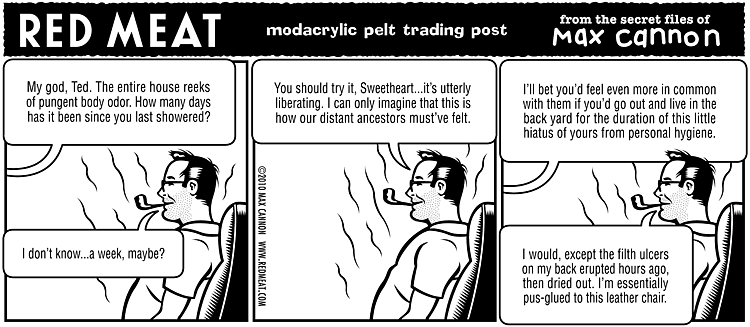 RED MEAT
modacrylic pelt trading post
from the secret files of
Max cannon
My god, Ted. The entire house reeks
of pungent body odor. How many days
has it been since you last showered?
I don't know...a week, maybe?
You should try it, Sweetheart...it's utterly
liberating. I can only imagine that this is
how our distant ancestors must've felt.
©2010 MAX CANNON WWW.REDMEAT.COM
I'll bet you'd feel even more in common
with them if you'd go out and live in the
back yard for the duration of this little
hiatus of yours from personal hygiene.
I would, except the filth ulcers
on my back erupted hours ago,
then dried out. I'm essentially
pus-glued to this leather chair.